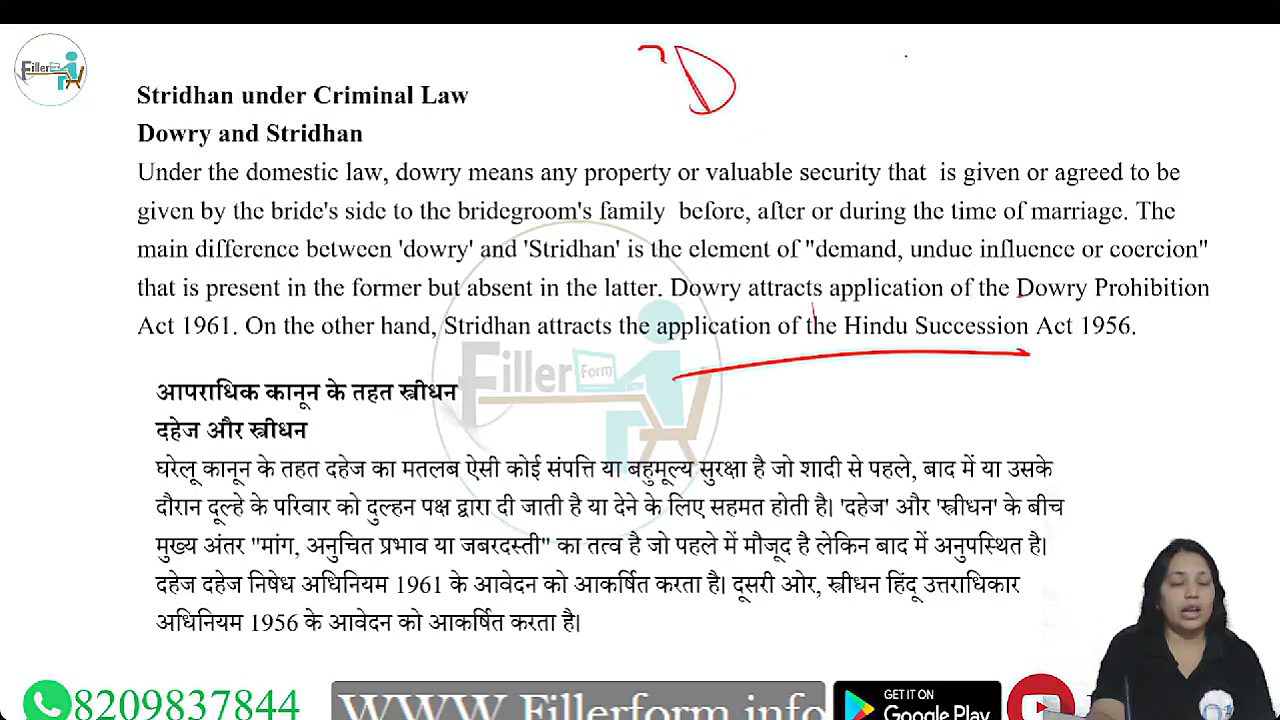 Filler Form
Stridhan under Criminal Law
Dowry and Stridhan
Under the domestic law, dowry means any property or valuable security that is given or agreed to be
given by the bride's side to the bridegroom's family before, after or during the time of marriage. The
main difference between 'dowry' and 'Stridhan' is the element of "demand, undue influence or coercion"
that is present in the former but absent in the latter. Dowry attracts application of the Dowry Prohibition
Act 1961. On the other hand, Stridhan attracts the application of the Hindu Succession Act 1956.
Filler Form
आपराधिक कानून के तहत स्त्रीधन
दहेज और स्त्रीधन
घरेलू कानून के तहत दहेज का मतलब ऐसी कोई संपत्ति या बहुमूल्य सुरक्षा है जो शादी से पहले, बाद में या उसके
दौरान दूल्हे के परिवार को दुल्हन पक्ष द्वारा दी जाती है या देने के लिए सहमत होती है। 'दहेज' और 'स्त्रीधन' के बीच
मुख्य अंतर "मांग, अनुचित प्रभाव या जबरदस्ती" का तत्व है जो पहले में मौजूद है लेकिन बाद में अनुपस्थित है।
दहेज दहेज निषेध अधिनियम 1961 के आवेदन को आकर्षित करता है। दूसरी ओर, स्त्रीधन हिंदू उत्तराधिकार
अधिनियम 1956 के आवेदन को आकर्षित करता है।
8209837844
WWW.Fillerform.info
GET IT ON
Google Play